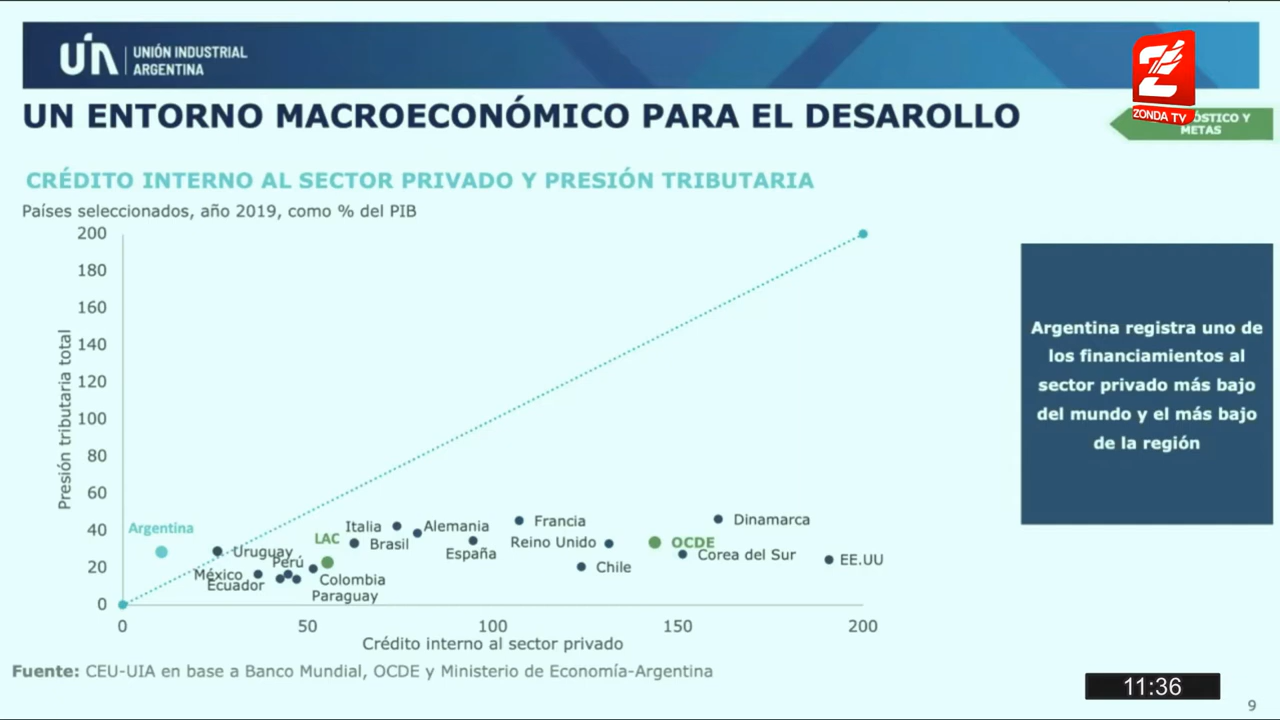 UIA UNIÓN INDUSTRIAL
ARGENTINA
ZONDA TV
UN ENTORNO MACROECONÓMICO PARA EL DESAROLLO
ÓSTICO Y
METAS
CRÉDITO INTERNO AL SECTOR PRIVADO Y PRESIÓN TRIBUTARIA
Países seleccionados, año 2019, como % del PIB
200
180
160
140
120
100
80
60
40
20
0
Presión tributaria total
Argentina
Uruguay
México
Ecuador
Perú
LAC
Colombia
Paraguay
Italia
Brasil
Alemania
España
Francia
Reino Unido
Chile
OCDE
Dinamarca
Corea del Sur
EE.UU
0
50
100
150
200
Crédito interno al sector privado
Argentina registra uno de
los financiamientos al
sector privado más bajo
del mundo y el más bajo
de la región
Fuente: CEU-UIA en base a Banco Mundial, OCDE y Ministerio de Economía-Argentina
11:36
9